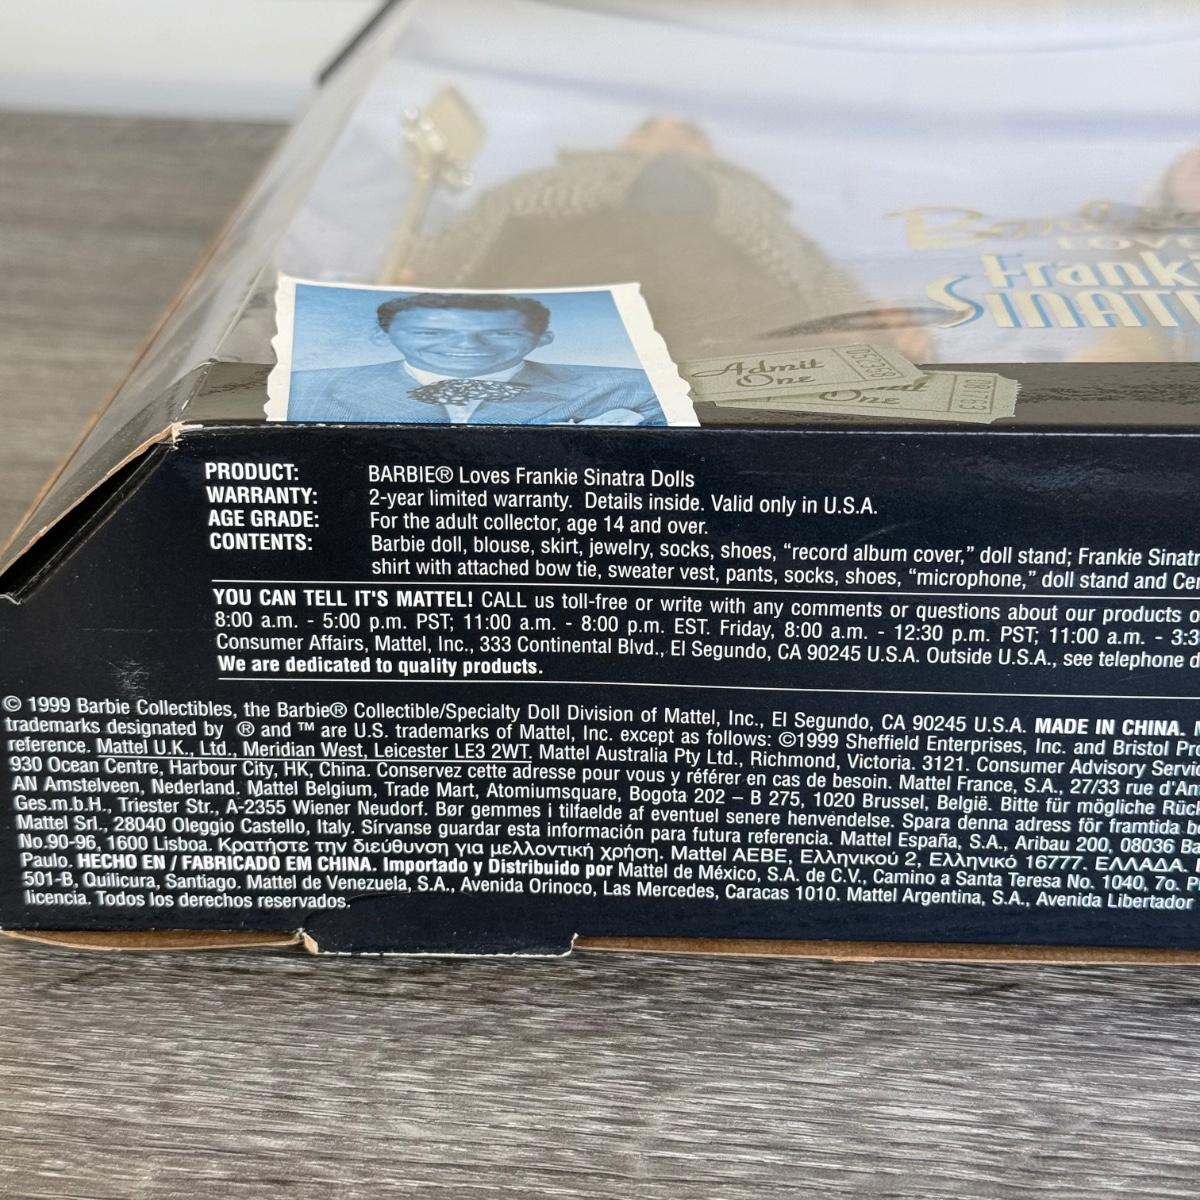 LOVE
Frankie
SINAT
Admit
One
053350
One
08763
PRODUCT: BARBIE® Loves Frankie Sinatra Dolls
WARRANTY: 2-year limited warranty. Details inside. Valid only in U.S.A.
AGE GRADE: For the adult collector, age 14 and over.
CONTENTS: Barbie doll, blouse, skirt, jewelry, socks, shoes, “record album cover,” doll stand; Frankie Sinatr
shirt with attached bow tie, sweater vest, pants, socks, shoes, “microphone,” doll stand and Cer
YOU CAN TELL IT'S MATTEL! CALL us toll-free or write with any comments or questions about our products o
8:00 a.m. - 5:00 p.m. PST; 11:00 a.m. - 8:00 p.m. EST. Friday, 8:00 a.m. - 12:30 p.m. PST; 11:00 a.m. - 3:3
Consumer Affairs, Mattel, Inc., 333 Continental Blvd., El Segundo, CA 90245 U.S.A. Outside U.S.A., see telephone d
We are dedicated to quality products.
© 1999 Barbie Collectibles, the Barbie® Collectible/Specialty Doll Division of Mattel, Inc., El Segundo, CA 90245 U.S.A. MADE IN CHINA.
trademarks designated by ® and ™ are U.S. trademarks of Mattel, Inc. except as follows: ©1999 Sheffield Enterprises, Inc. and Bristol Pr
reference. Mattel U.K., Ltd., Meridian West, Leicester LE3 2WT. Mattel Australia Pty Ltd., Richmond, Victoria. 3121. Consumer Advisory Servic
930 Ocean Centre, Harbour City, HK, China. Conservez cette adresse pour vous y référer en cas de besoin. Mattel France, S.A., 27/33 rue d'Ant
AN Amstelveen, Nederland. Mattel Belgium, Trade Mart, Atomiumsquare, Bogota 202 – B 275, 1020 Brussel, België. Bitte für mögliche Rüc
Ges.m.b.H., Triester Str., A-2355 Wiener Neudorf. Bør gemmes i tilfaelde af eventuel senere henvendelse. Spara denna adress för framtida b
Mattel Srl., 28040 Oleggio Castello, Italy. Sírvanse guardar esta información para futura referencia. Mattel España, S.A., Aribau 200, 08036 Ba
No.90-96, 1600 Lisboa. Κρατήστε την διεύθυνση για μελλοντική χρήση. Mattel AEBE, Ελληνικού 2, Ελληνικό 16777. ΕΛΛΑΔΑ.
Paulo. HECHO EN / FABRICADO EM CHINA. Importado y Distribuido por Mattel de México, S.A. de C.V., Camino a Santa Teresa No. 1040, 7o. P
501-B, Quilicura, Santiago. Mattel de Venezuela, S.A., Avenida Orinoco, Las Mercedes, Caracas 1010. Mattel Argentina, S.A., Avenida Libertador
licencia. Todos los derechos reservados.